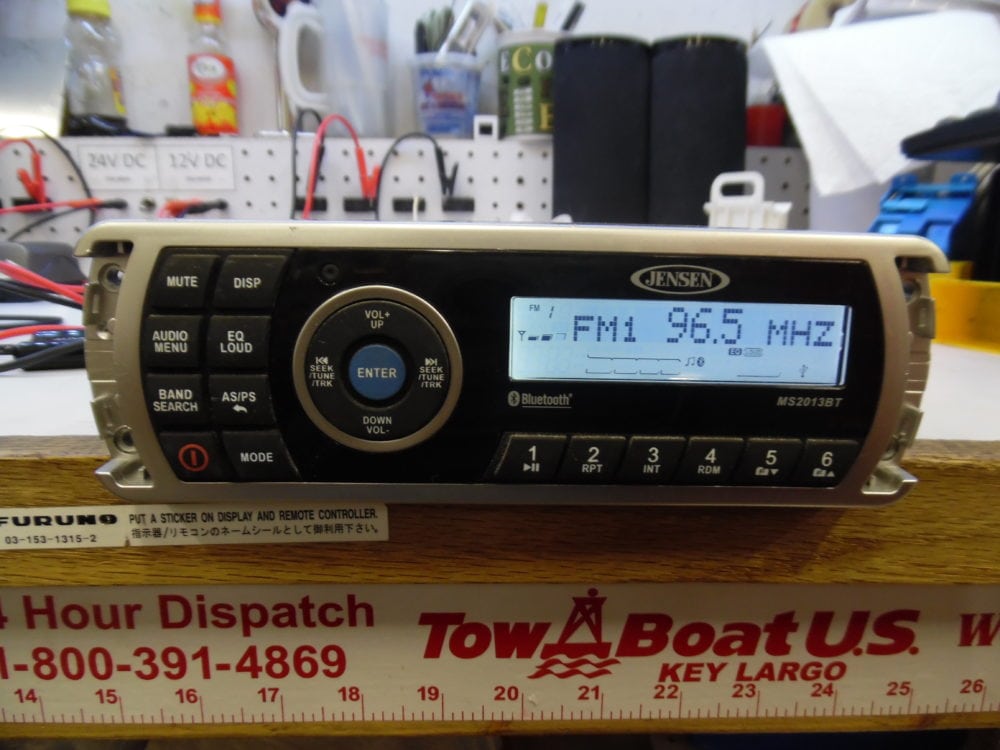 ECO
24V DC
12V DC
MUTE
DISP
AUDIO
MENU
EQ
LOUD
BAND
SEARCH
AS/PS
MODE
VOL+
UP
SEEK
/TUNE
/TRK
ENTER
SEEK
/TUNE
/TRK
DOWN
VOL-
JENSEN
FM 1
FM1 96.5 MHZ
EQ
Bluetooth®
MS2013BT
1
2
RPT
3
INT
4
RDM
5
6
FURUNO
03-153-1315-2
PUT A STICKER ON DISPLAY AND REMOTE CONTROLLER.
指示器/リモコンのネームシールとして御利用下さい。
4 Hour Dispatch
1-800-391-4869
TowBoatU.S.
KEY LARGO
W
14 15 16 17 18 19 20 21 22 23 24 25 26